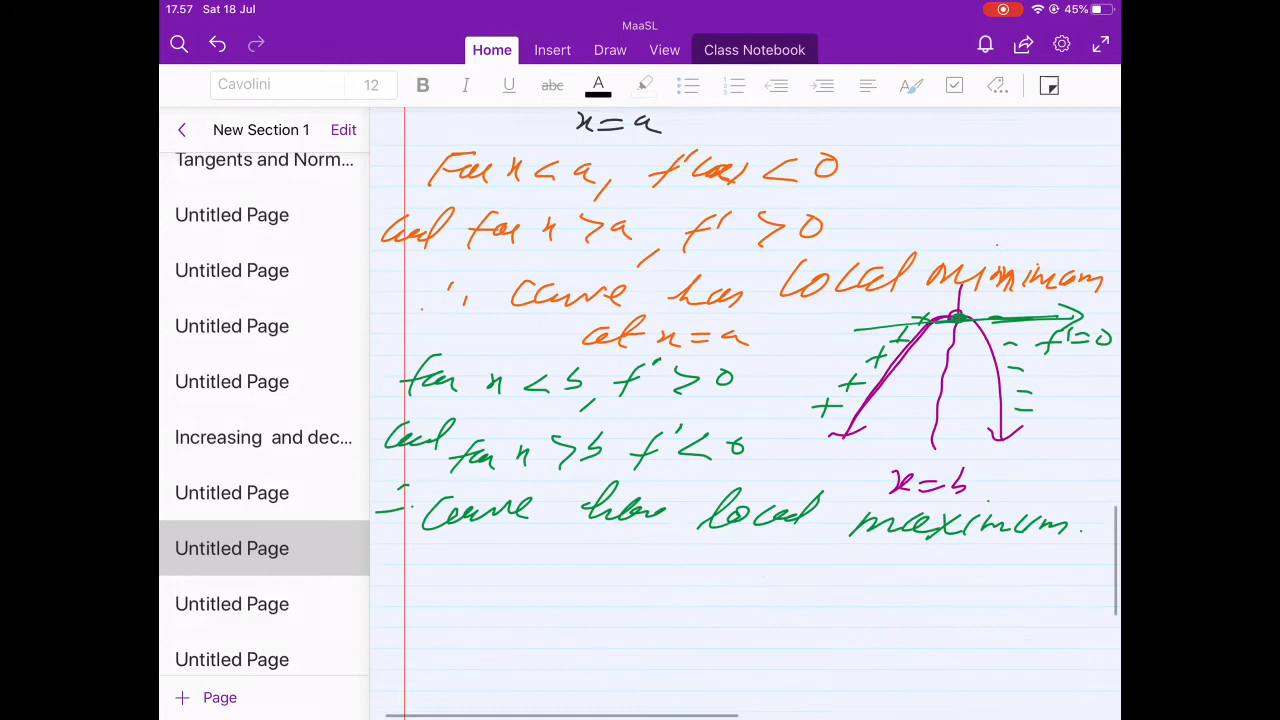 17.57 Sat 18 Jul
45%
MaaSL
Home Insert Draw View Class Notebook
Cavolini 12 B I U abc A
New Section 1 Edit
Tangents and Norm...
Untitled Page
Untitled Page
Untitled Page
Untitled Page
Increasing and dec...
Untitled Page
Untitled Page
Untitled Page
Untitled Page
+ Page
x = a
For x < a, f'(x) < 0
and for x > a, f' > 0
∴ curve has local minimum
at x = a
for x < b, f' > 0
and for x > b f' < 0
∴ curve has local maximum.
+ + + + +
- - - -
f' = 0
x = b